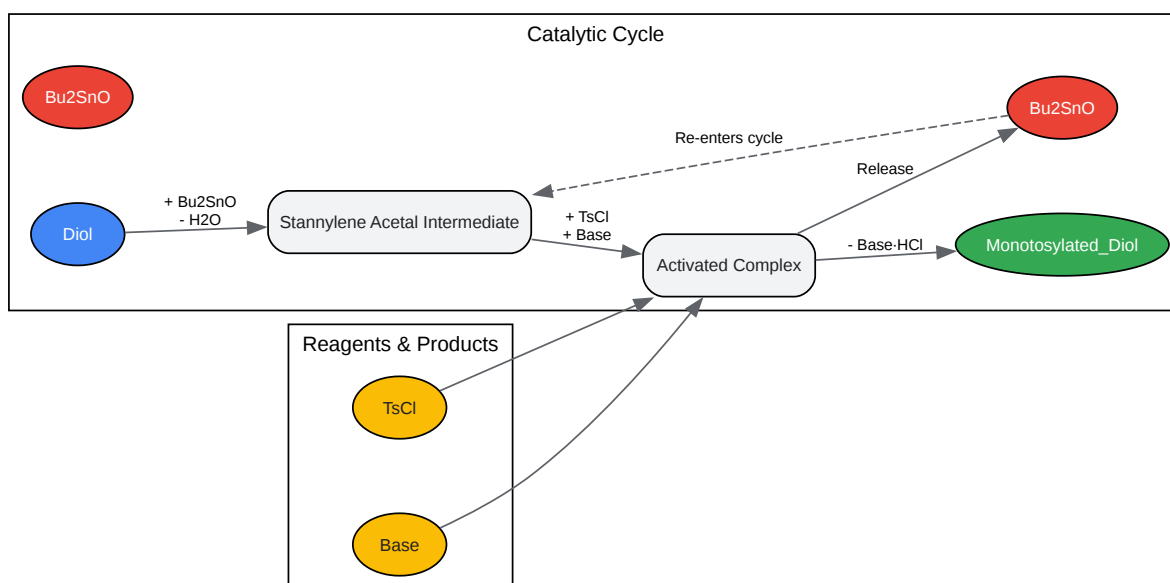 Catalytic Cycle
Bu2SnO
Bu2SnO
Re-enters cycle
Release
+ Bu2SnO
- H2O
Diol
Stannylene Acetal Intermediate
+ TsCl
+ Base
Activated Complex
- Base·HCl
Monotosylated_Diol
Reagents & Products
TsCl
Base